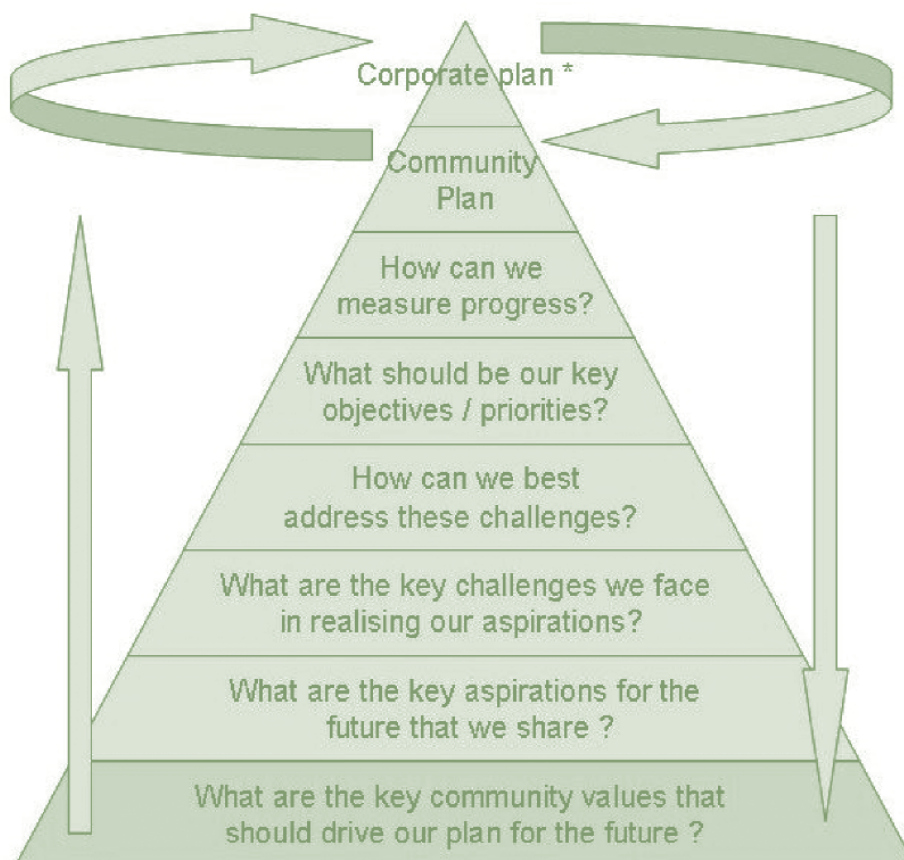 Corporate plan *
Community
Plan
How can we
measure progress?
What should be our key
objectives / priorities?
How can we best
address these challenges?
What are the key challenges we face
in realising our aspirations?
What are the key aspirations for the
future that we share ?
What are the key community values that
should drive our plan for the future ?